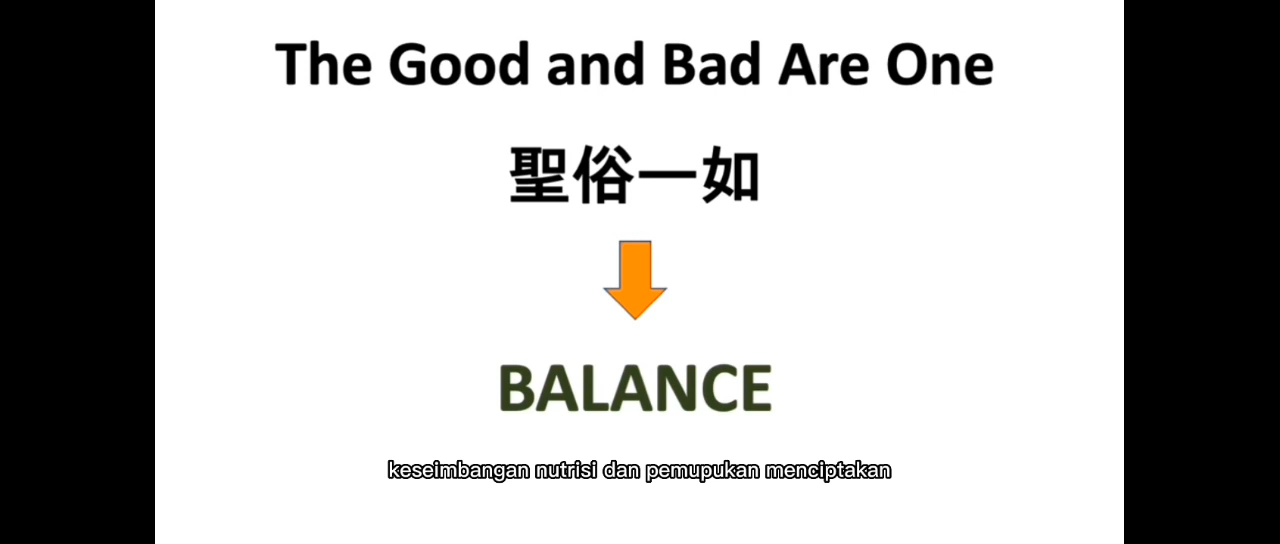 The Good and Bad Are One
聖俗一如
BALANCE
keseimbangan nutrisi dan pemupukan menciptakan